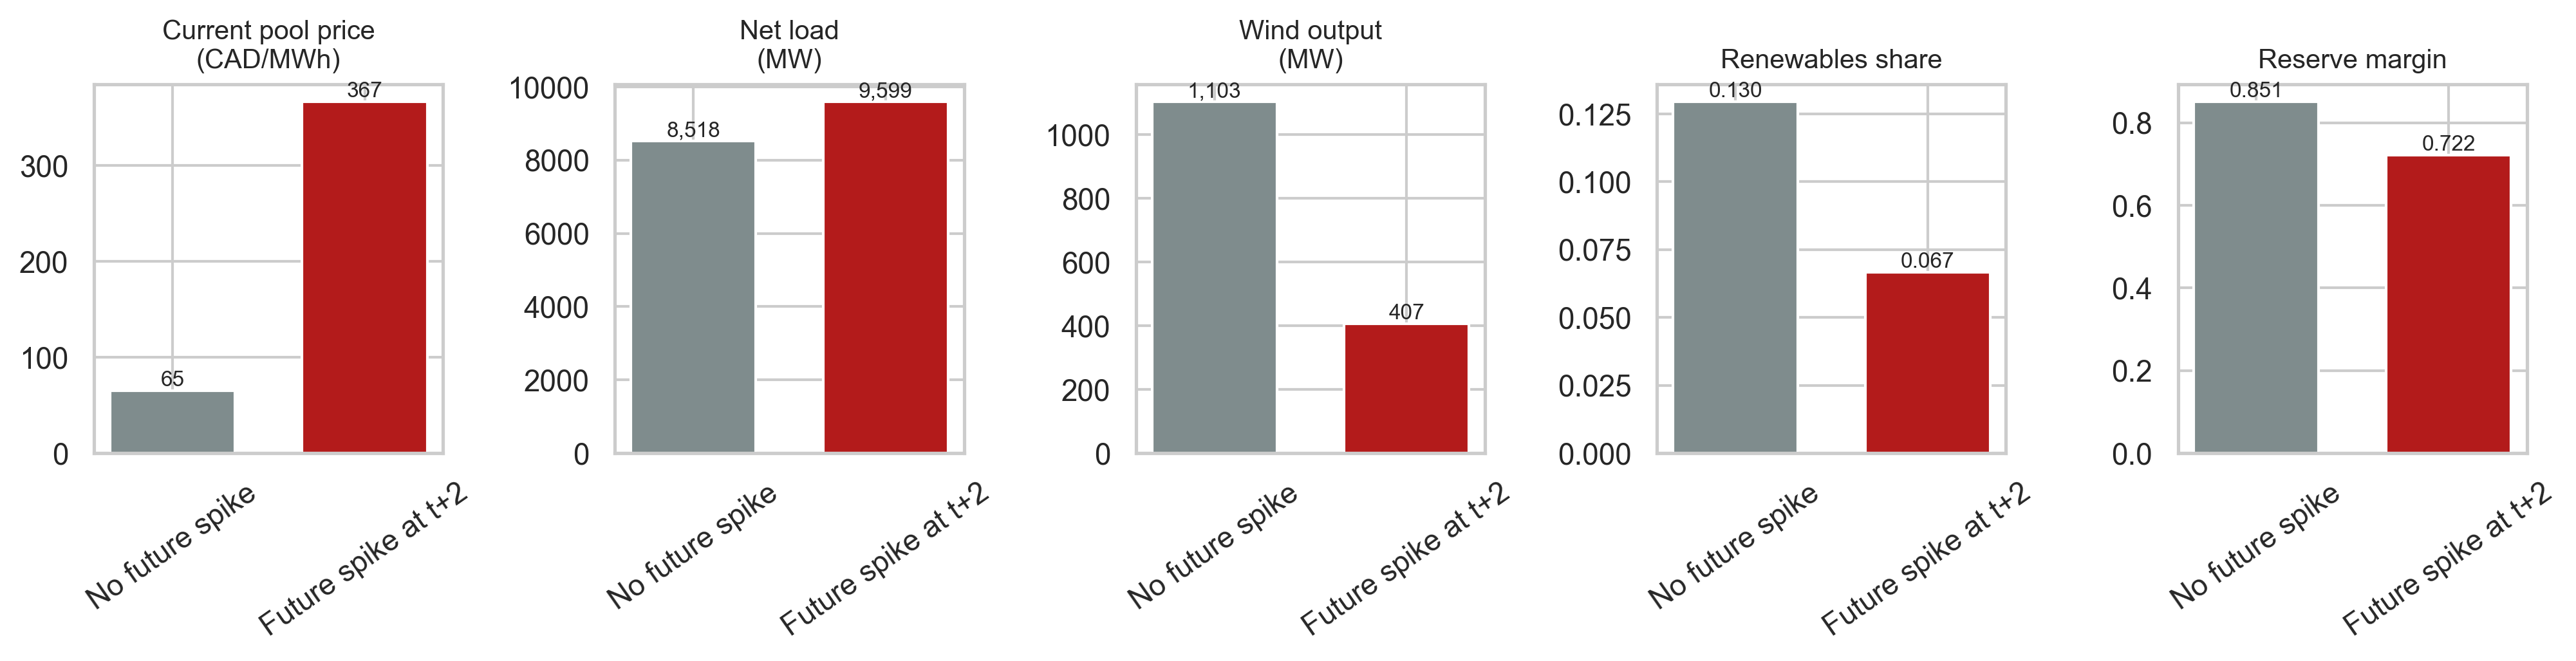 Current pool price
(CAD/MWh)
367
300
200
100
65
0
No future spike
Future spike at t+2
Net load
(MW)
10000
9,599
8,518
8000
6000
4000
2000
0
No future spike
Future spike at t+2
Wind output
(MW)
1,103
1000
800
600
407
400
200
0
No future spike
Future spike at t+2
Renewables share
0.130
0.125
0.100
0.075
0.067
0.050
0.025
0.000
No future spike
Future spike at t+2
Reserve margin
0.851
0.8
0.722
0.6
0.4
0.2
0.0
No future spike
Future spike at t+2